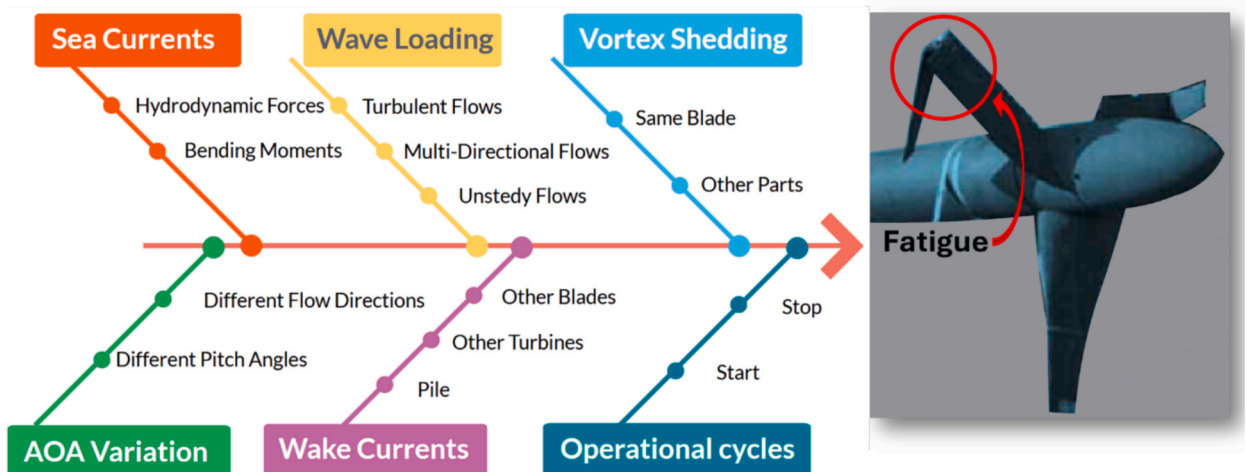 Sea Currents
Wave Loading
Vortex Shedding
Hydrodynamic Forces
Bending Moments
Turbulent Flows
Multi-Directional Flows
Unstedy Flows
Same Blade
Other Parts
Fatigue
Different Flow Directions
Different Pitch Angles
Other Blades
Other Turbines
Pile
Stop
Start
AOA Variation
Wake Currents
Operational cycles